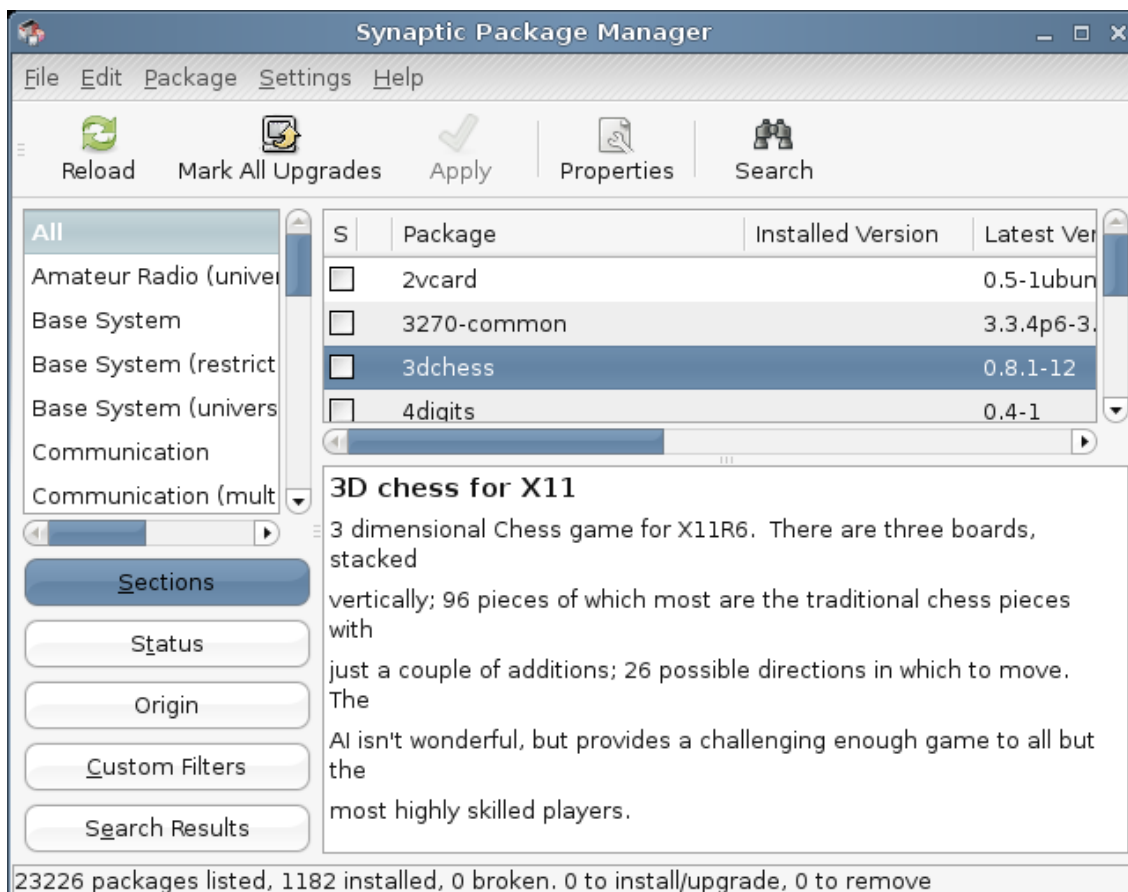 Synaptic Package Manager
File Edit Package Settings Help
Reload Mark All Upgrades Apply Properties Search
All
Amateur Radio (univer
Base System
Base System (restrict
Base System (univers
Communication
Communication (mult
Sections
Status
Origin
Custom Filters
Search Results
S Package Installed Version Latest Ver
2vcard 0.5-1ubun
3270-common 3.3.4p6-3.
3dchess 0.8.1-12
4digits 0.4-1
3D chess for X11
3 dimensional Chess game for X11R6.  There are three boards,
stacked
vertically; 96 pieces of which most are the traditional chess pieces
with
just a couple of additions; 26 possible directions in which to move.
The
AI isn't wonderful, but provides a challenging enough game to all but
the
most highly skilled players.
23226 packages listed, 1182 installed, 0 broken. 0 to install/upgrade, 0 to remove